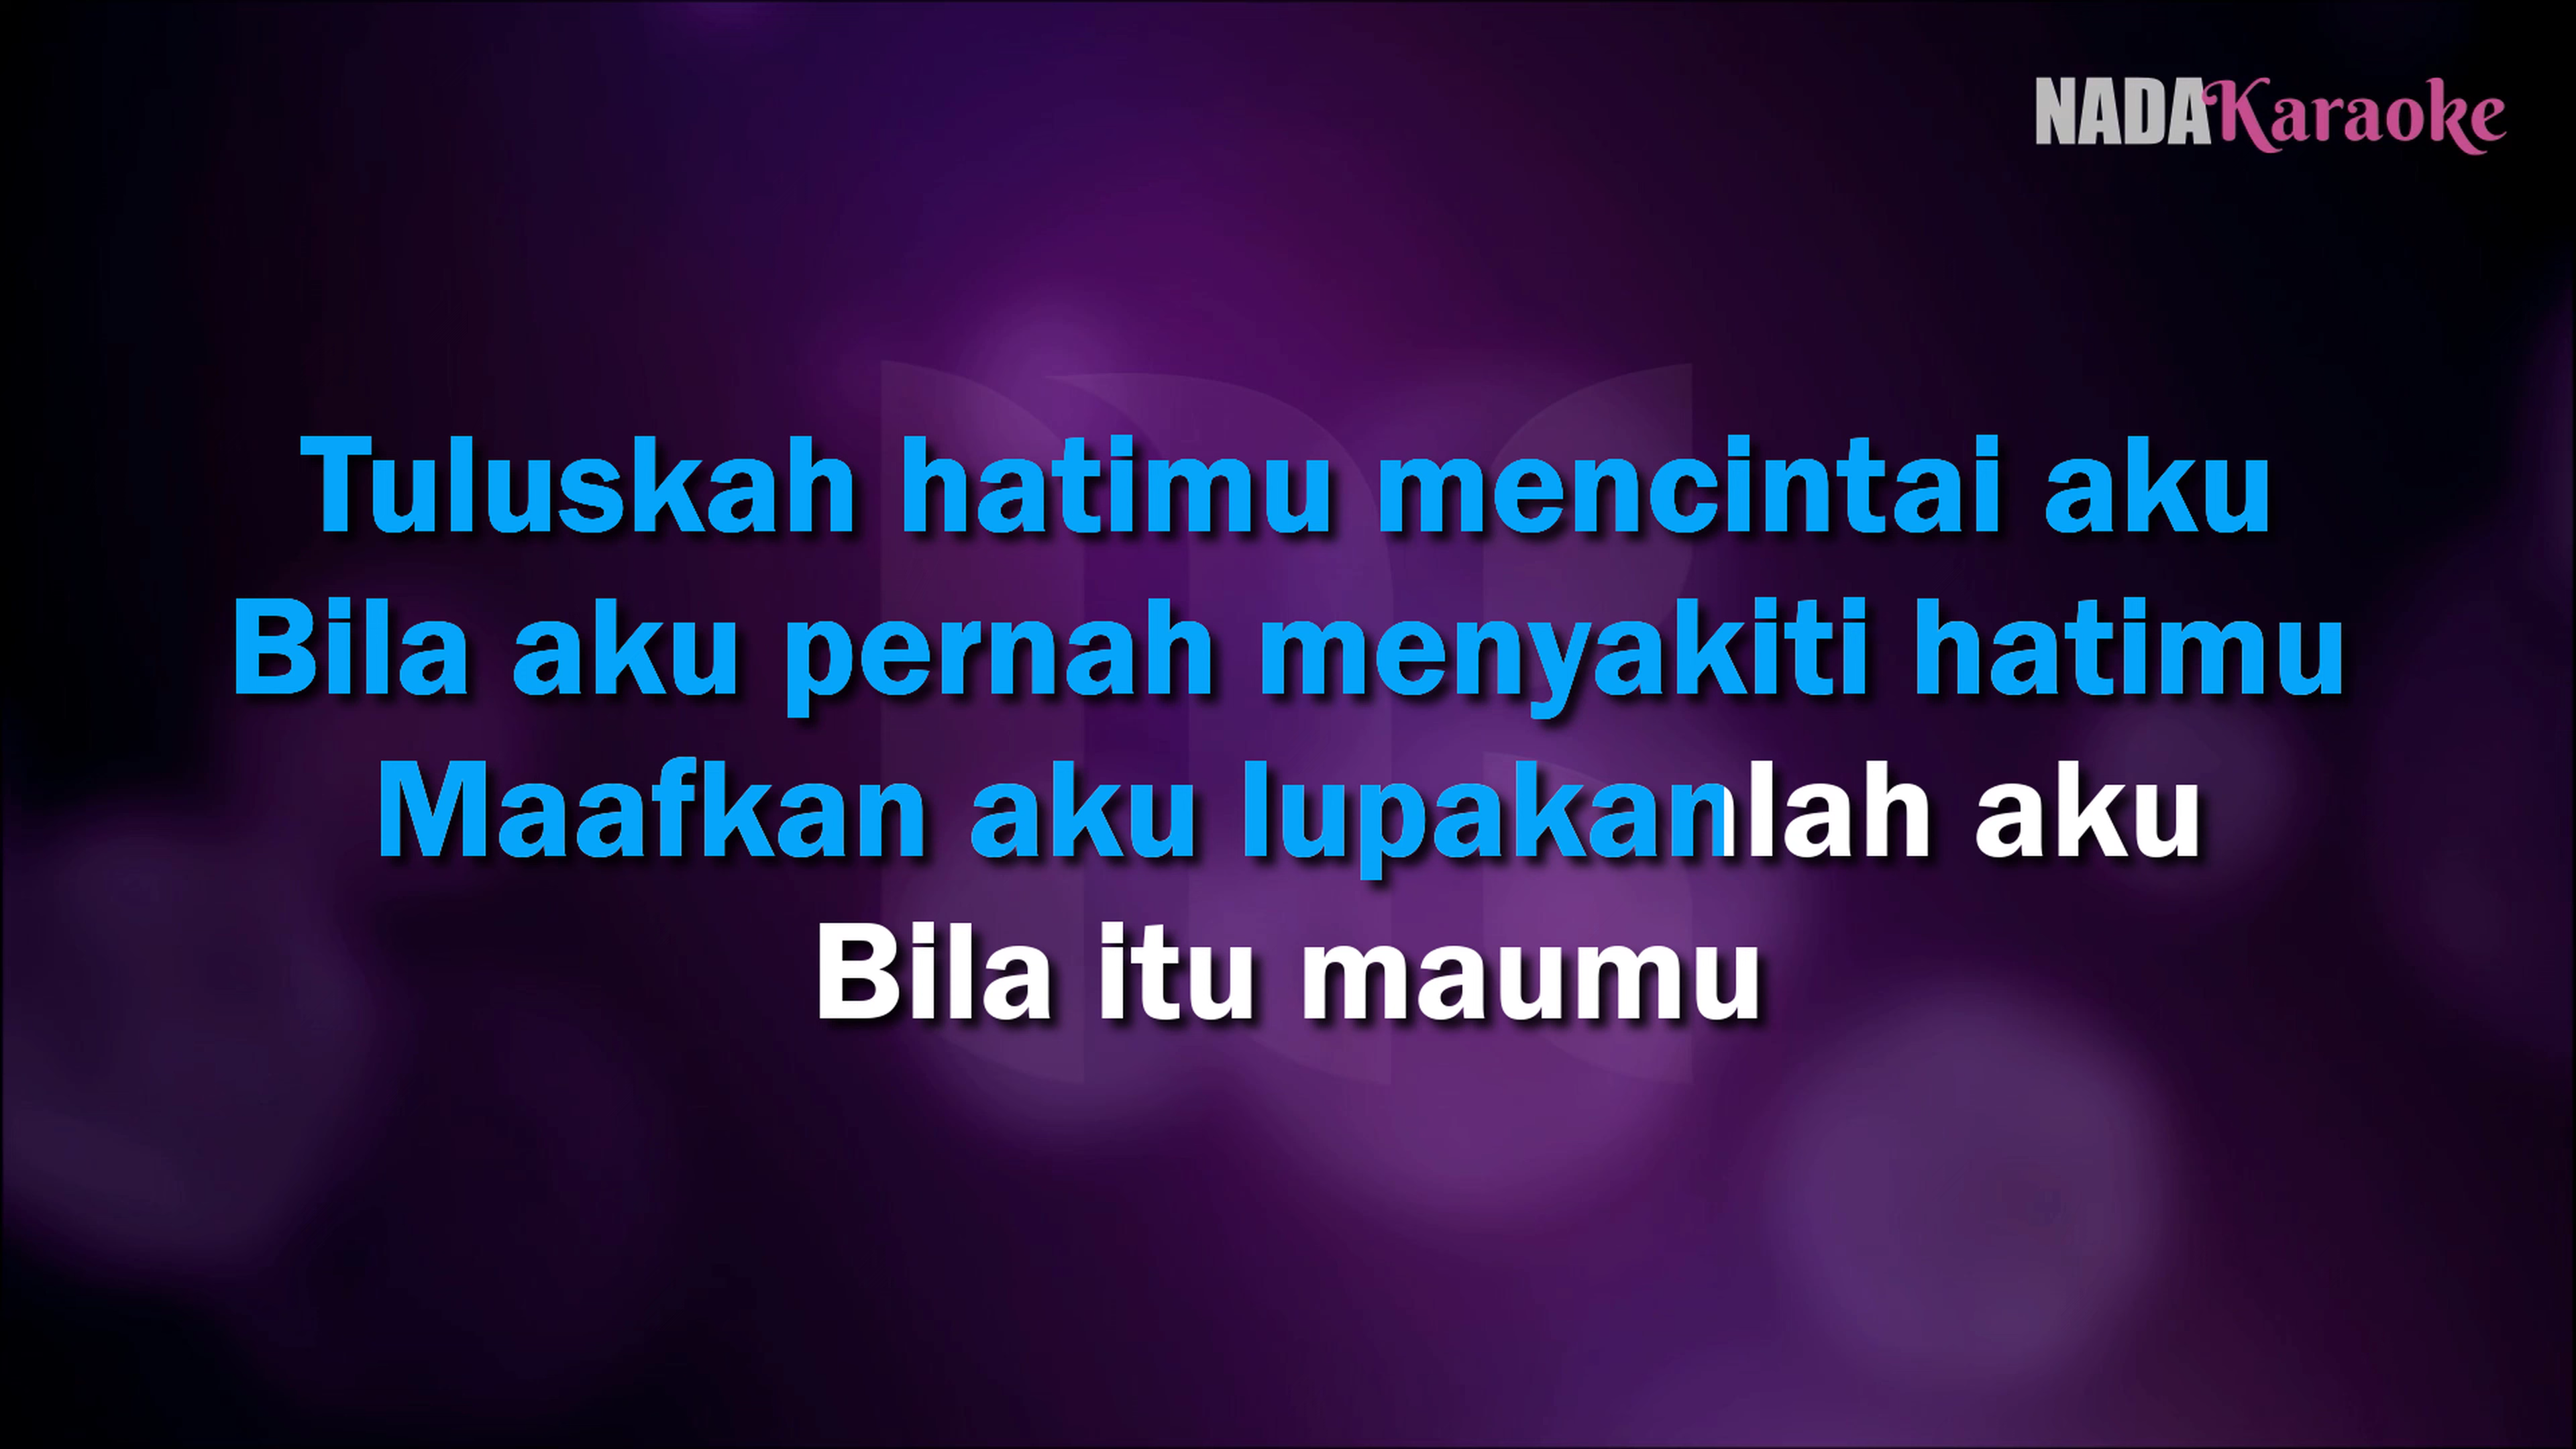 NADAKaraoke
Tuluskah hatimu mencintai aku
Bila aku pernah menyakiti hatimu
Maafkan aku lupakanlah aku
Bila itu maumu